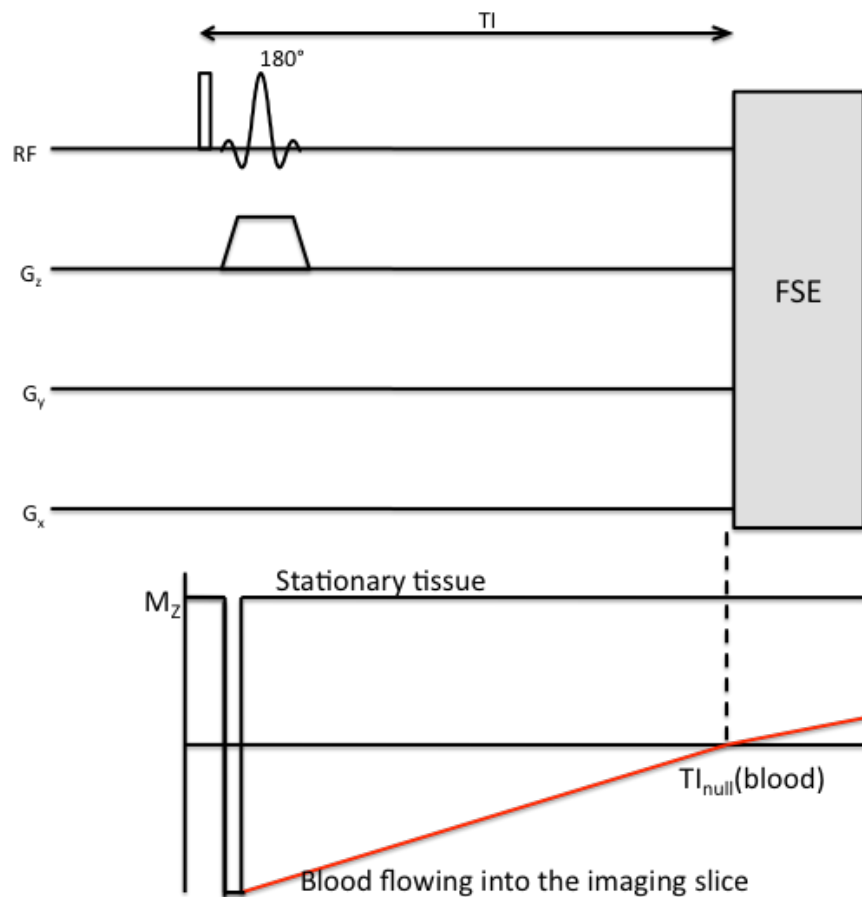 TI
180°
RF
Gz
FSE
Gy
Gx
Stationary tissue
MZ
TInull(blood)
Blood flowing into the imaging slice